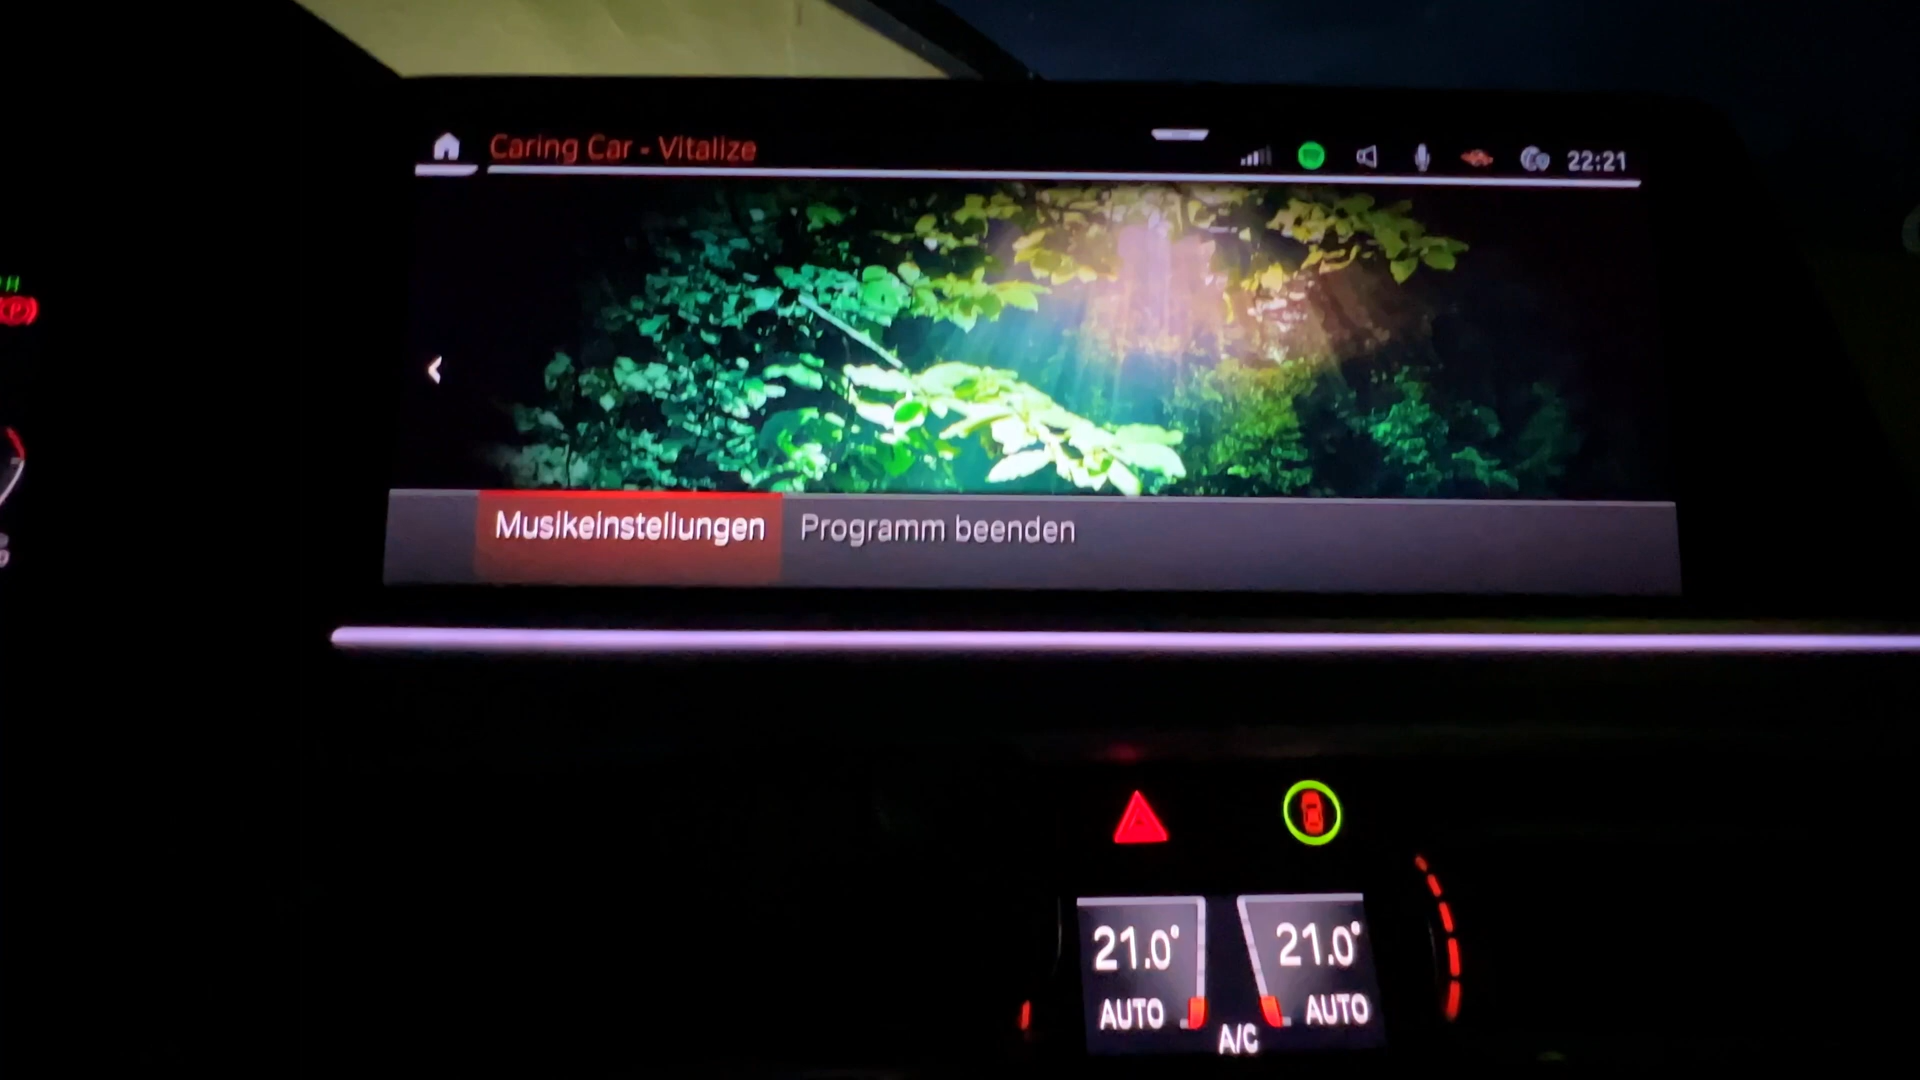 Caring Car - Vitalize
22:21
Musikeinstellungen
Programm beenden
21.0°
21.0°
AUTO
AUTO
A/C